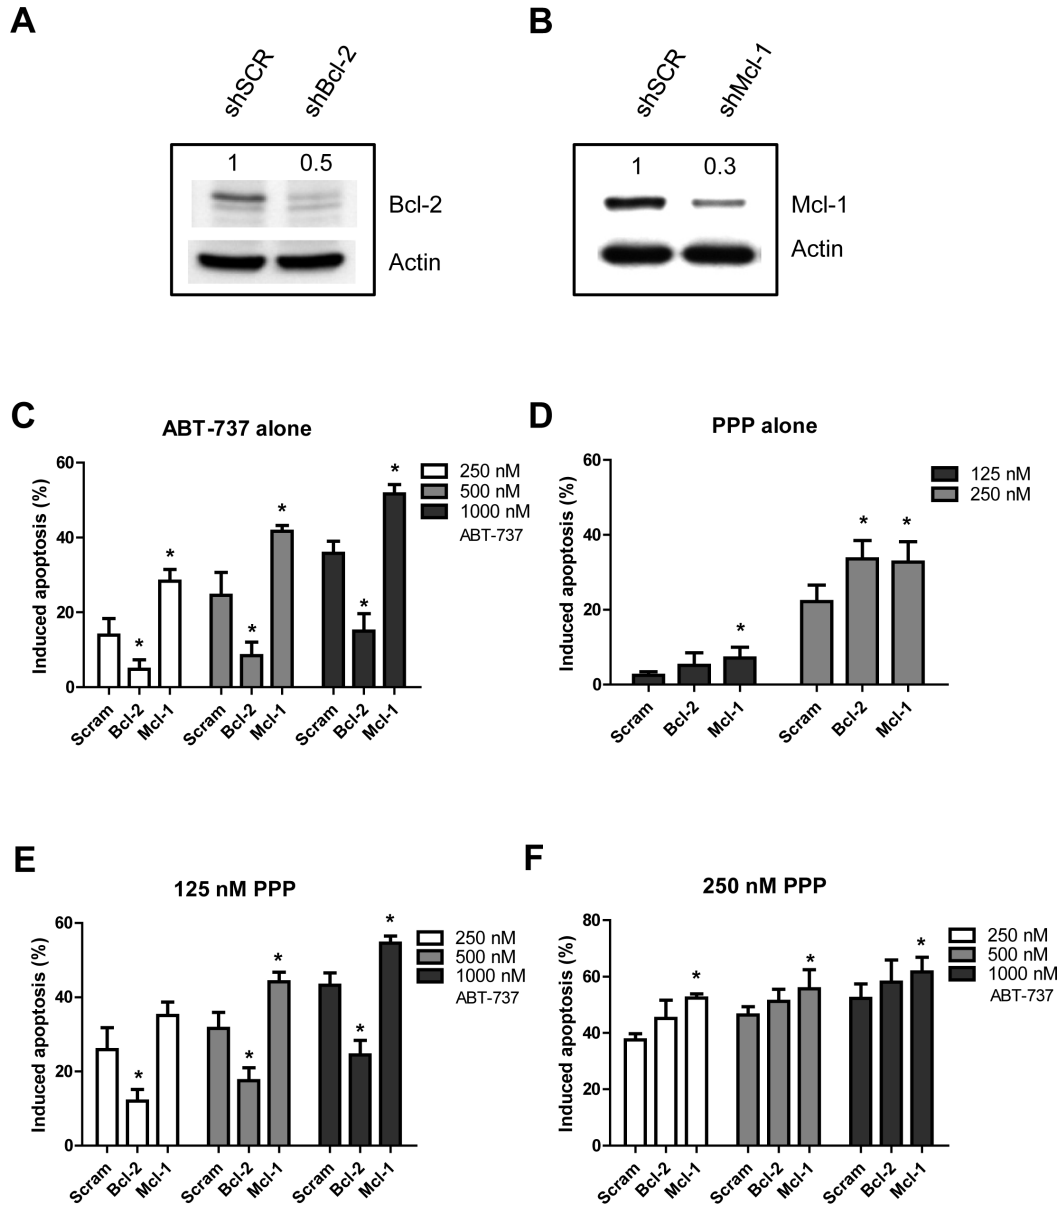 A
shSCR
shBcl-2
1
0.5
Bcl-2
Actin
B
shSCR
shMcl-1
1
0.3
Mcl-1
Actin
C
ABT-737 alone
Induced apoptosis (%)
60
40
20
0
Scram
Bcl-2
Mcl-1
Scram
Bcl-2
Mcl-1
Scram
Bcl-2
Mcl-1
*
*
*
*
*
*
250 nM
500 nM
1000 nM
ABT-737
D
PPP alone
Induced apoptosis (%)
60
40
20
0
Scram
Bcl-2
Mcl-1
Scram
Bcl-2
Mcl-1
*
*
*
125 nM
250 nM
E
125 nM PPP
Induced apoptosis (%)
60
40
20
0
Scram
Bcl-2
Mcl-1
Scram
Bcl-2
Mcl-1
Scram
Bcl-2
Mcl-1
*
*
*
*
*
250 nM
500 nM
1000 nM
ABT-737
F
250 nM PPP
Induced apoptosis (%)
80
60
40
20
0
Scram
Bcl-2
Mcl-1
Scram
Bcl-2
Mcl-1
Scram
Bcl-2
Mcl-1
*
*
*
250 nM
500 nM
1000 nM
ABT-737